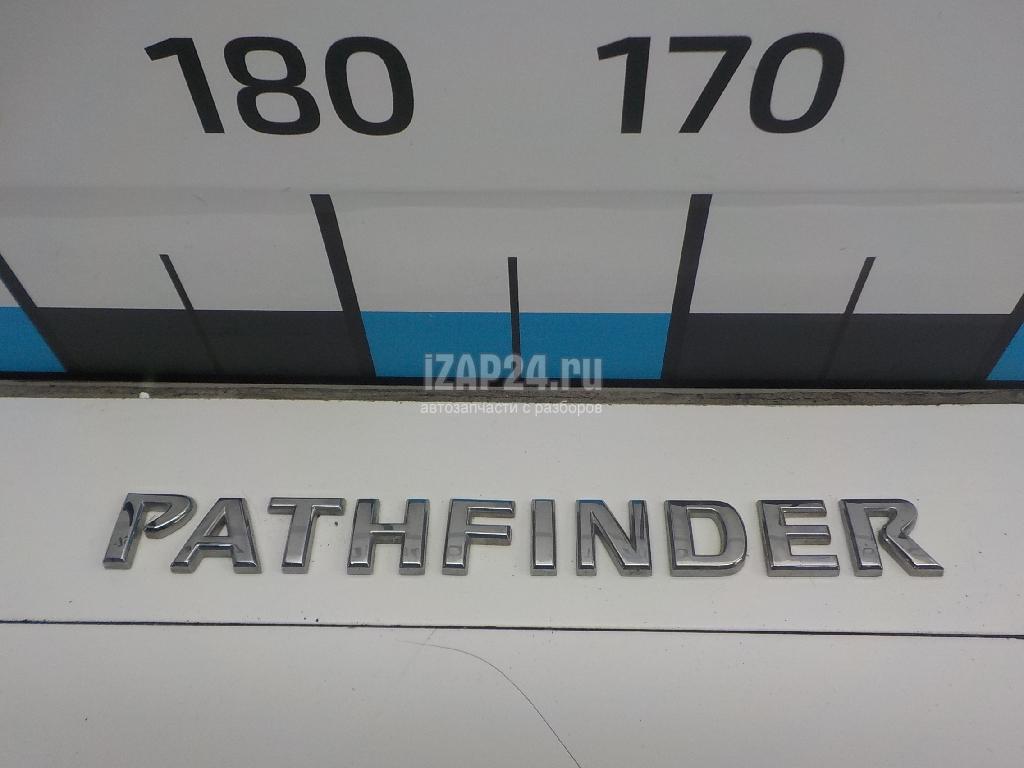 180 170
iZAP24.ru
автозапчасти с разборов
PATHFINDER